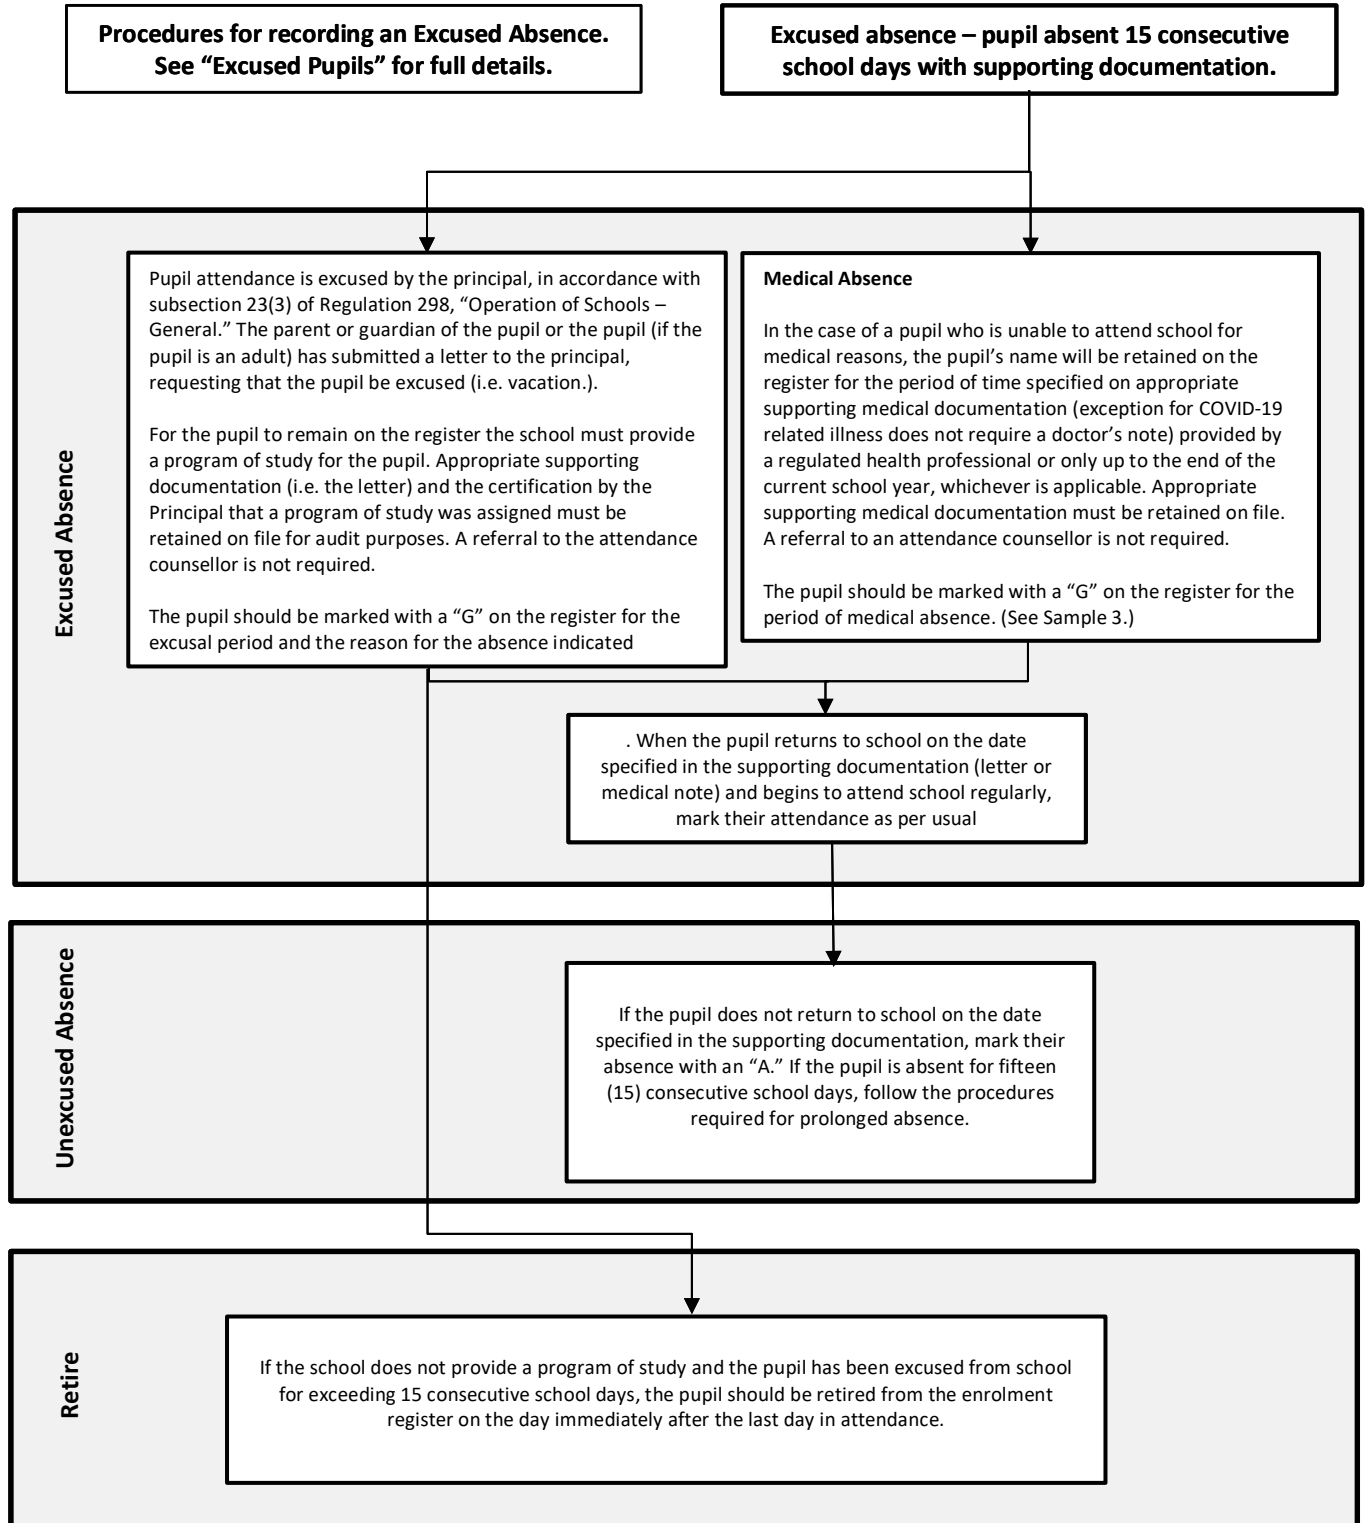 Procedures for recording an Excused Absence.
See “Excused Pupils” for full details.
Excused absence – pupil absent 15 consecutive
school days with supporting documentation.
Excused Absence
Pupil attendance is excused by the principal, in accordance with
subsection 23(3) of Regulation 298, “Operation of Schools –
General.” The parent or guardian of the pupil or the pupil (if the
pupil is an adult) has submitted a letter to the principal,
requesting that the pupil be excused (i.e. vacation.).
For the pupil to remain on the register the school must provide
a program of study for the pupil. Appropriate supporting
documentation (i.e. the letter) and the certification by the
Principal that a program of study was assigned must be
retained on file for audit purposes. A referral to the attendance
counsellor is not required.
The pupil should be marked with a “G” on the register for the
excusal period and the reason for the absence indicated
Medical Absence
In the case of a pupil who is unable to attend school for
medical reasons, the pupil’s name will be retained on the
register for the period of time specified on appropriate
supporting medical documentation (exception for COVID-19
related illness does not require a doctor’s note) provided by
a regulated health professional or only up to the end of the
current school year, whichever is applicable. Appropriate
supporting medical documentation must be retained on file.
A referral to an attendance counsellor is not required.
The pupil should be marked with a “G” on the register for the
period of medical absence. (See Sample 3.)
. When the pupil returns to school on the date
specified in the supporting documentation (letter or
medical note) and begins to attend school regularly,
mark their attendance as per usual
Unexcused Absence
If the pupil does not return to school on the date
specified in the supporting documentation, mark their
absence with an “A.” If the pupil is absent for fifteen
(15) consecutive school days, follow the procedures
required for prolonged absence.
Retire
If the school does not provide a program of study and the pupil has been excused from school
for exceeding 15 consecutive school days, the pupil should be retired from the enrolment
register on the day immediately after the last day in attendance.